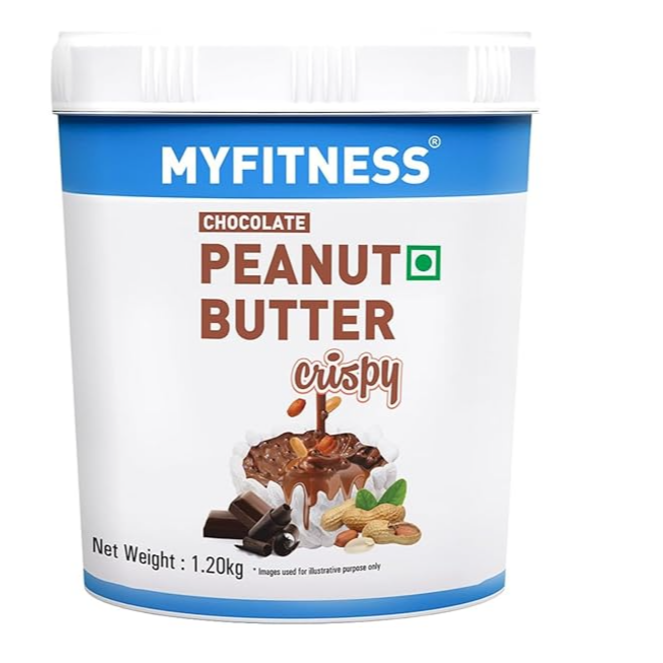 MYFITNESS®
CHOCOLATE
PEANUT
BUTTER
crispy
Net Weight : 1.20kg
* Images used for illustrative purpose only